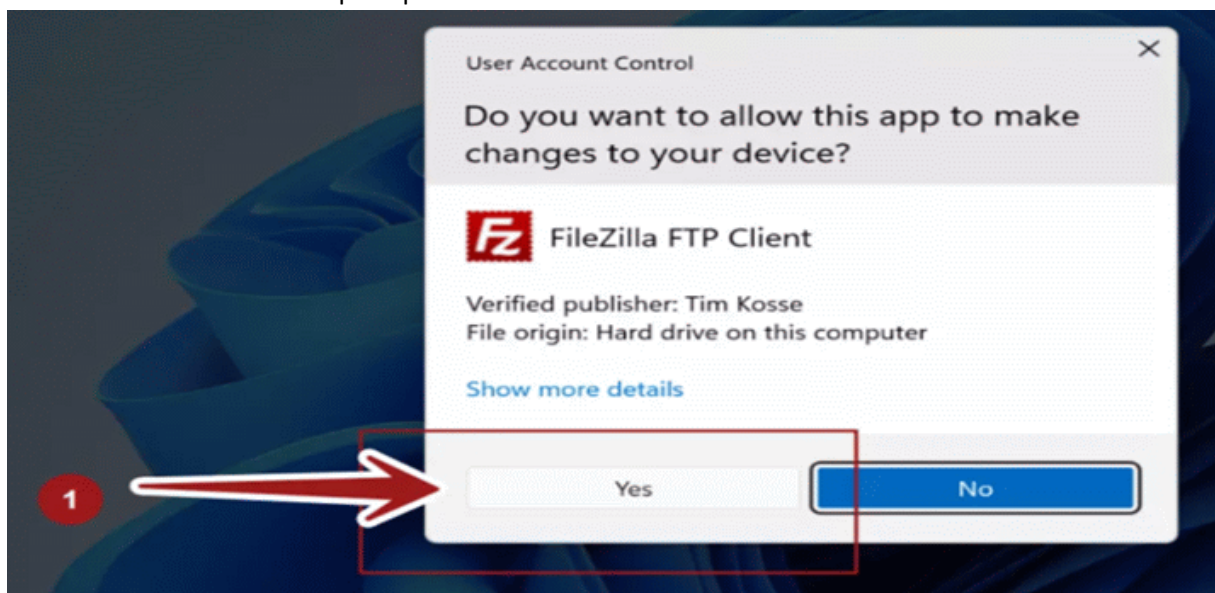 User Account Control
Do you want to allow this app to make
changes to your device?
Fz FileZilla FTP Client
Verified publisher: Tim Kosse
File origin: Hard drive on this computer
Show more details
1 Yes No